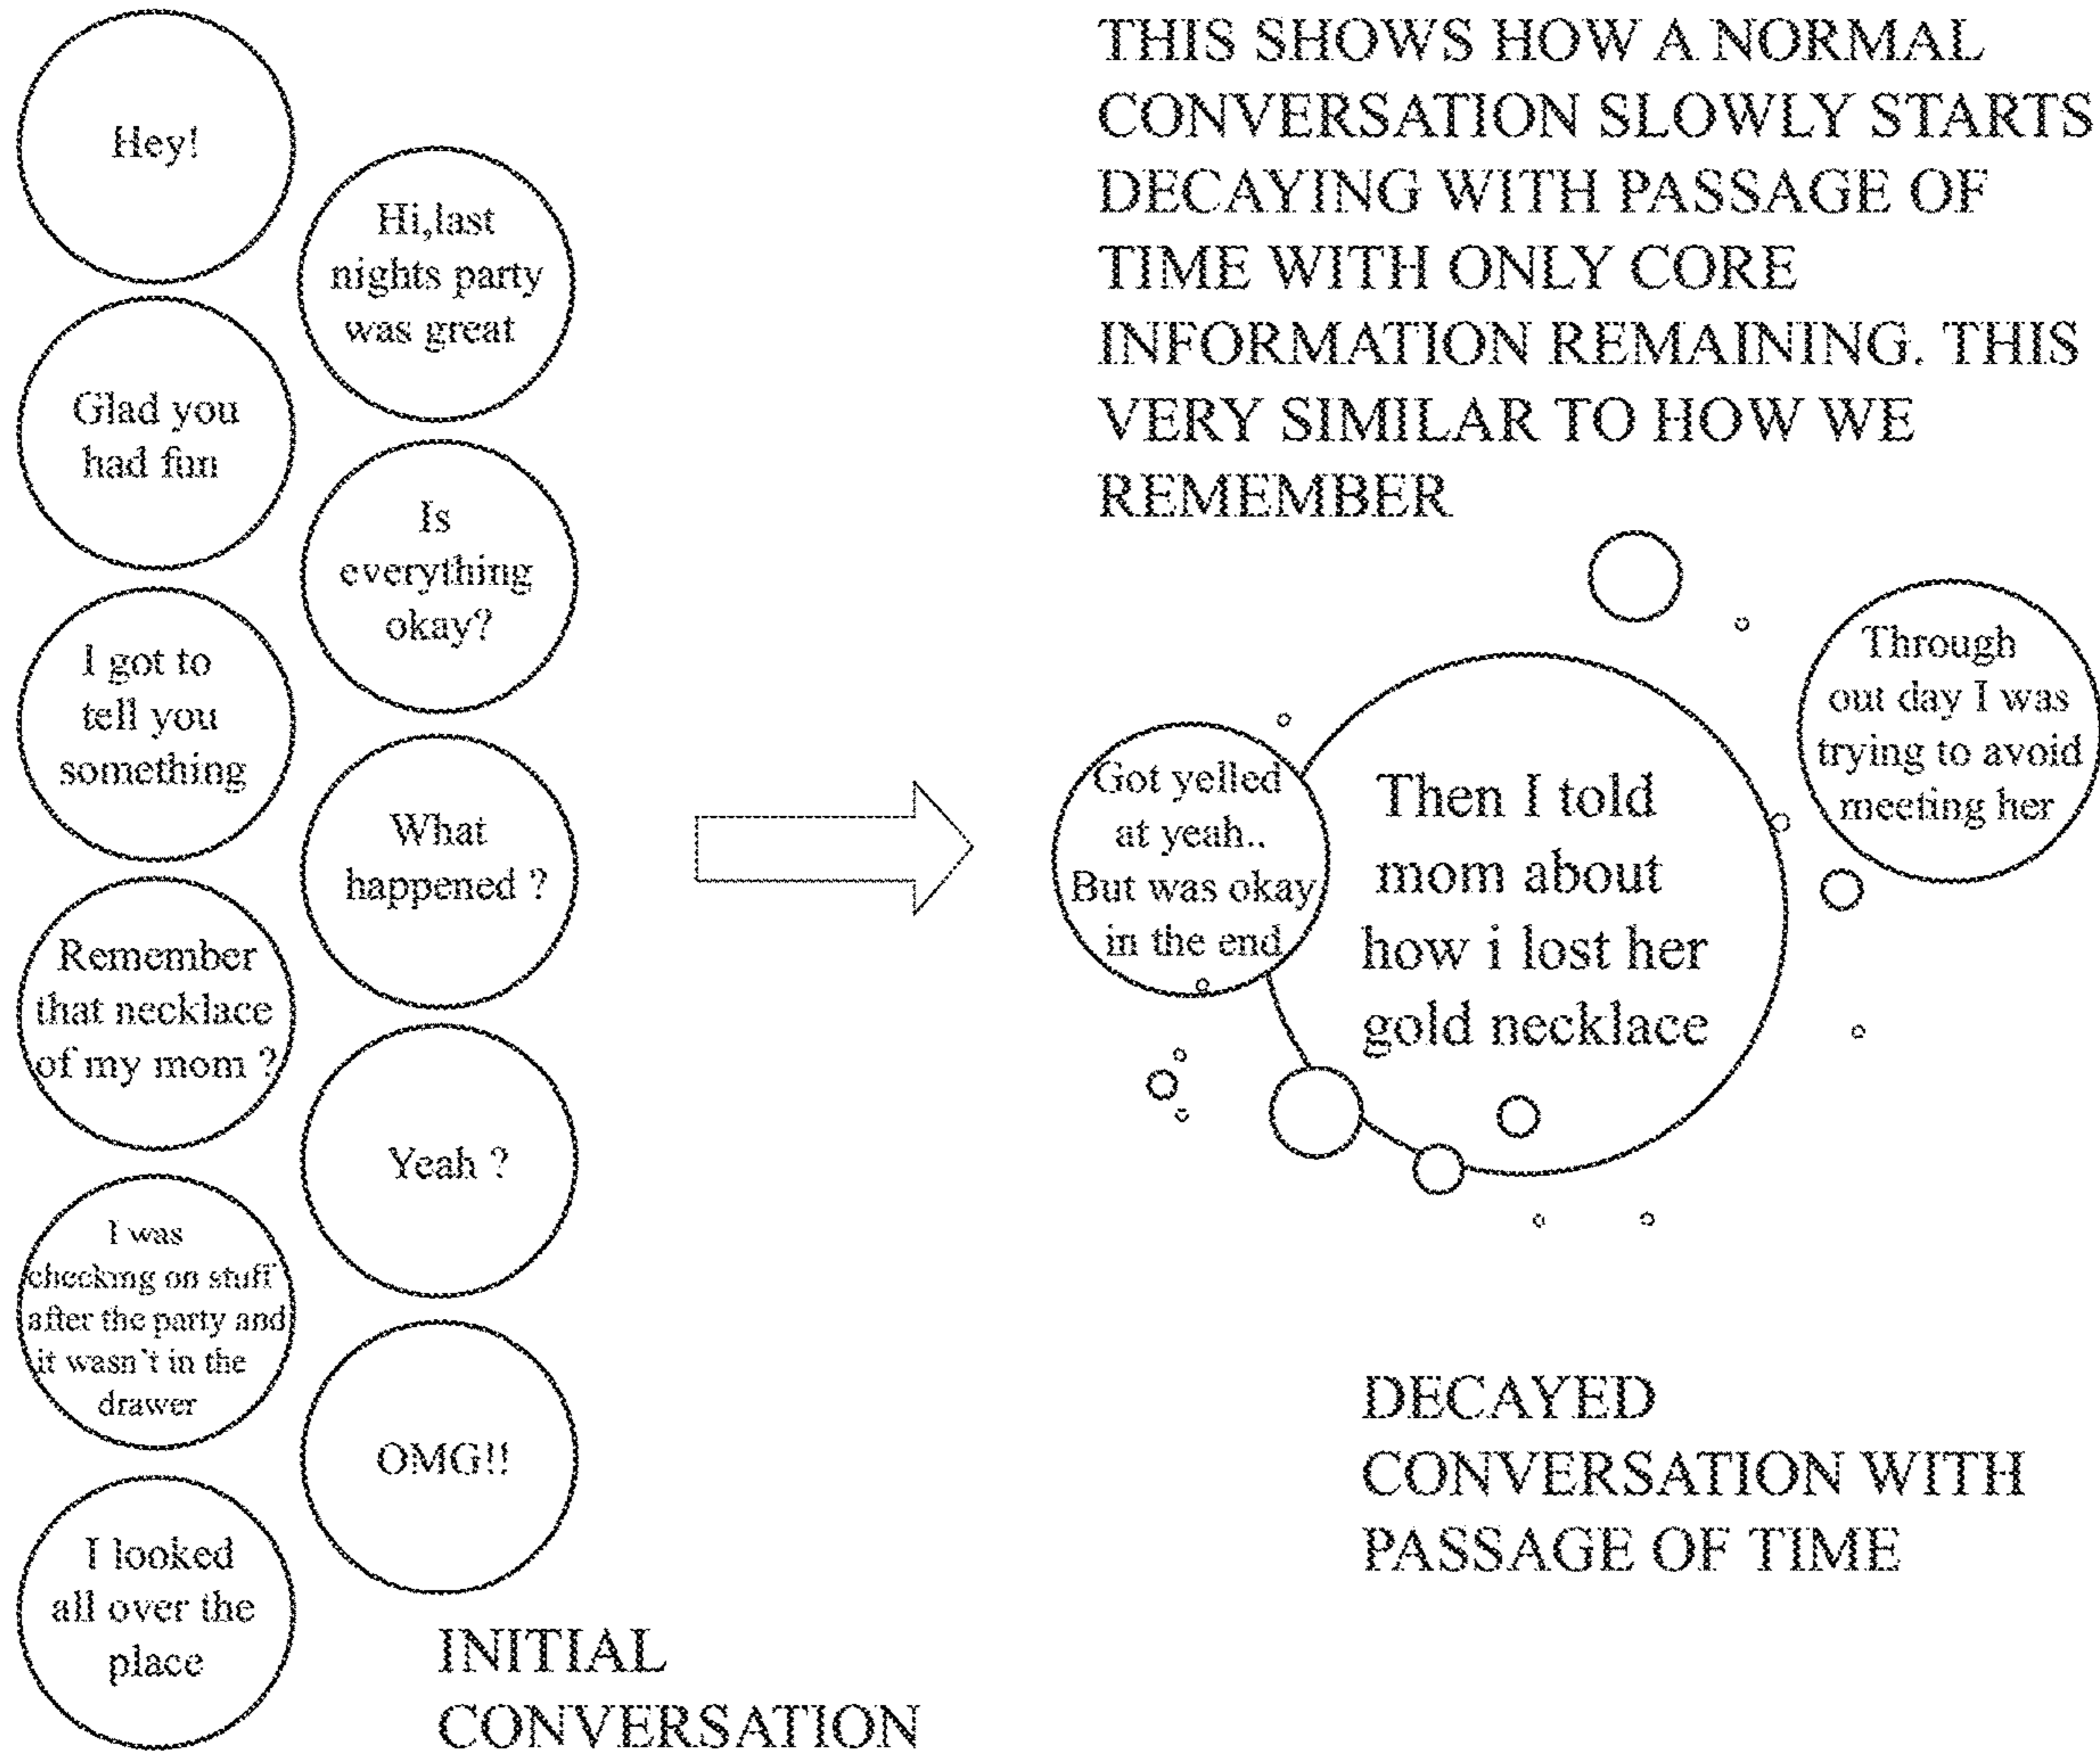 Hey!
Hi,last
nights party
was great
Glad you
had fun
Is
everything
okay?
I got to
tell you
something
What
happened ?
Remember
that necklace
of my mom ?
Yeah ?
I was
checking on stuff
after the party and
it wasn't in the
drawer
OMG!!
I looked
all over the
place
INITIAL
CONVERSATION
THIS SHOWS HOW A NORMAL
CONVERSATION SLOWLY STARTS
DECAYING WITH PASSAGE OF
TIME WITH ONLY CORE
INFORMATION REMAINING. THIS
VERY SIMILAR TO HOW WE
REMEMBER
Through
out day I was
trying to avoid
meeting her
Got yelled
at yeah..
But was okay
in the end
Then I told
mom about
how i lost her
gold necklace
DECAYED
CONVERSATION WITH
PASSAGE OF TIME